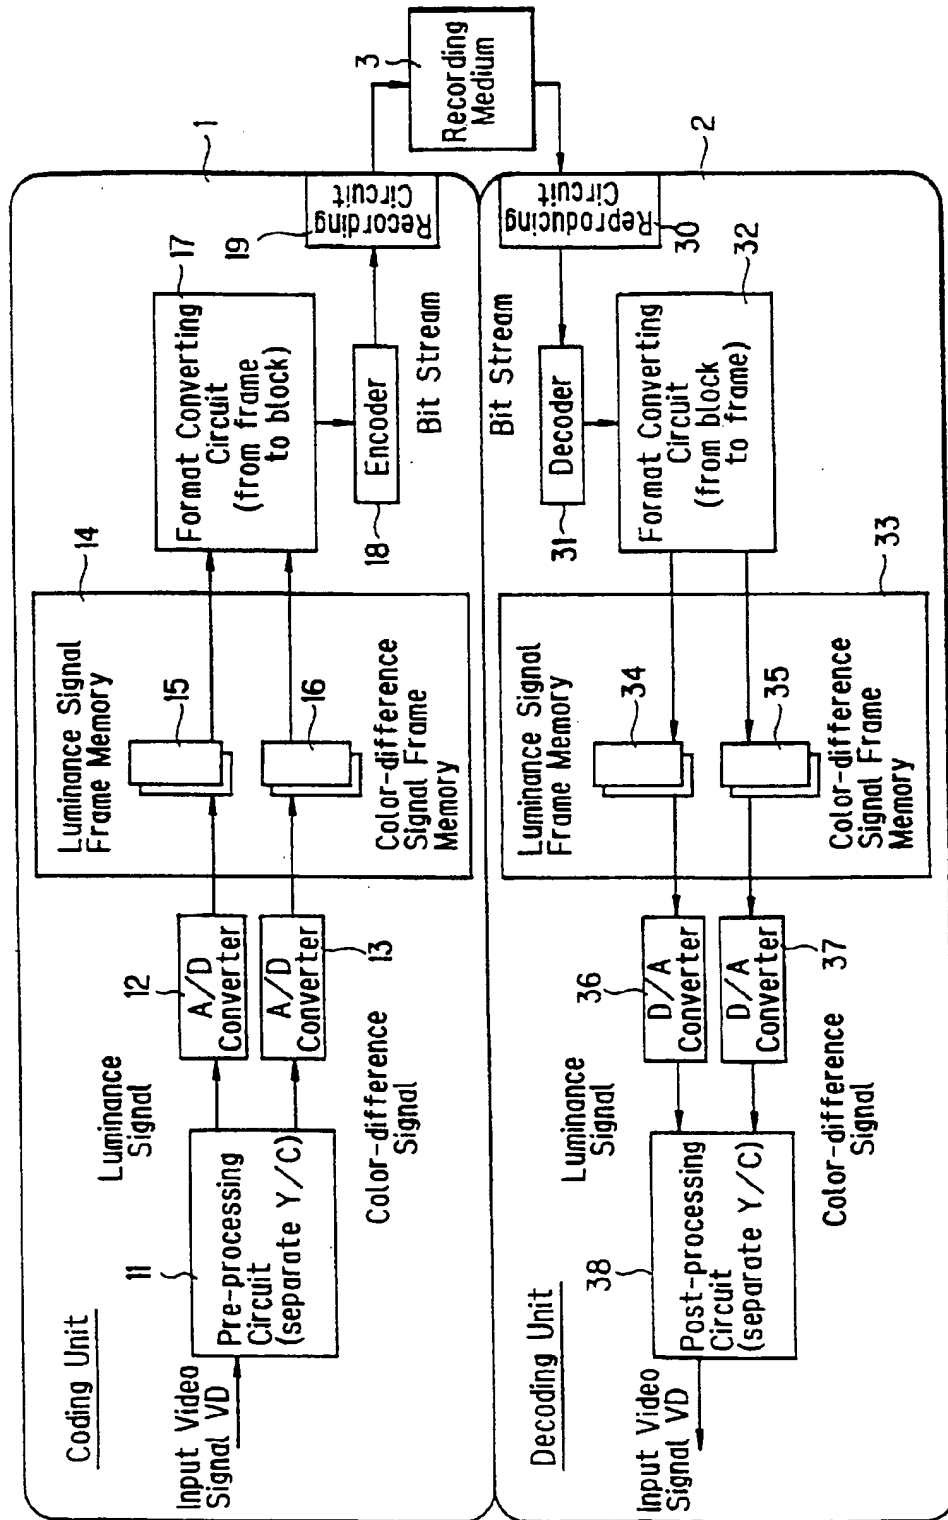 Coding Unit
Input Video
Signal VD
11
Pre-processing
Circuit
(separate Y/C)
Luminance
Signal
Color-difference
Signal
12
A/D
Converter
A/D
Converter
13
14
Luminance Signal
Frame Memory
15
16
Color-difference
Signal Frame
Memory
17
Format Converting
Circuit
(from frame
to block)
18
Encoder
Bit Stream
19
Recording
Circuit
1
3
Recording
Medium
Decoding Unit
Input Video
Signal VD
38
Post-processing
Circuit
(separate Y/C)
Luminance
Signal
Color-difference
Signal
36
D/A
Converter
D/A
Converter
37
33
Luminance Signal
Frame Memory
34
35
Color-difference
Signal Frame
Memory
32
Format Converting
Circuit
(from block
to frame)
31
Decoder
Bit Stream
30
Reproducing
Circuit
2